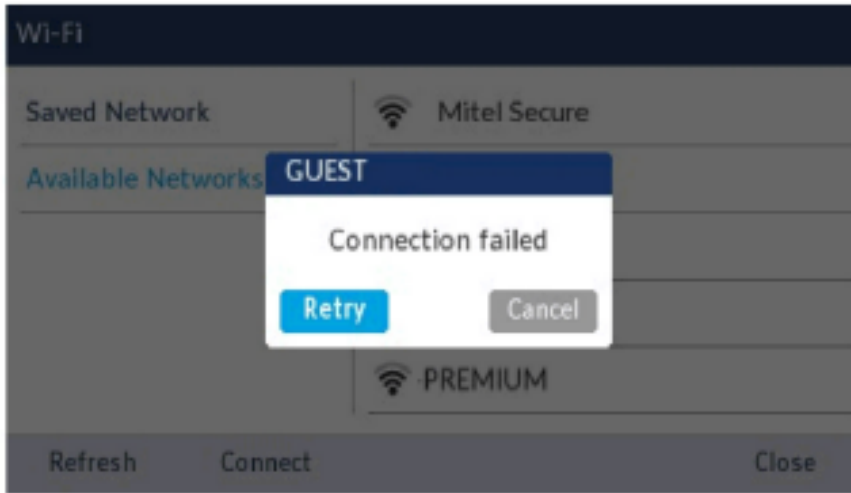 Wi-Fi
Saved Network
Mitel Secure
Available Networks
GUEST
Connection failed
Retry
Cancel
PREMIUM
Refresh
Connect
Close